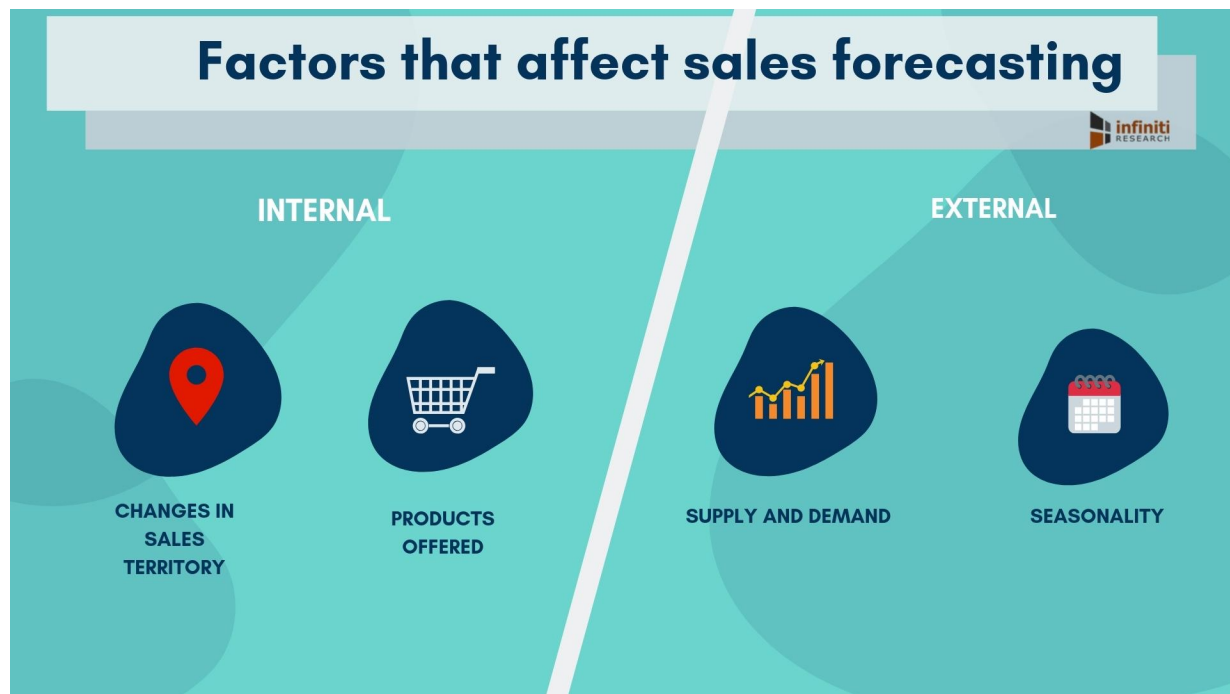 Factors that affect sales forecasting
infiniti
RESEARCH
INTERNAL
EXTERNAL
CHANGES IN
SALES
TERRITORY
PRODUCTS
OFFERED
SUPPLY AND DEMAND
SEASONALITY